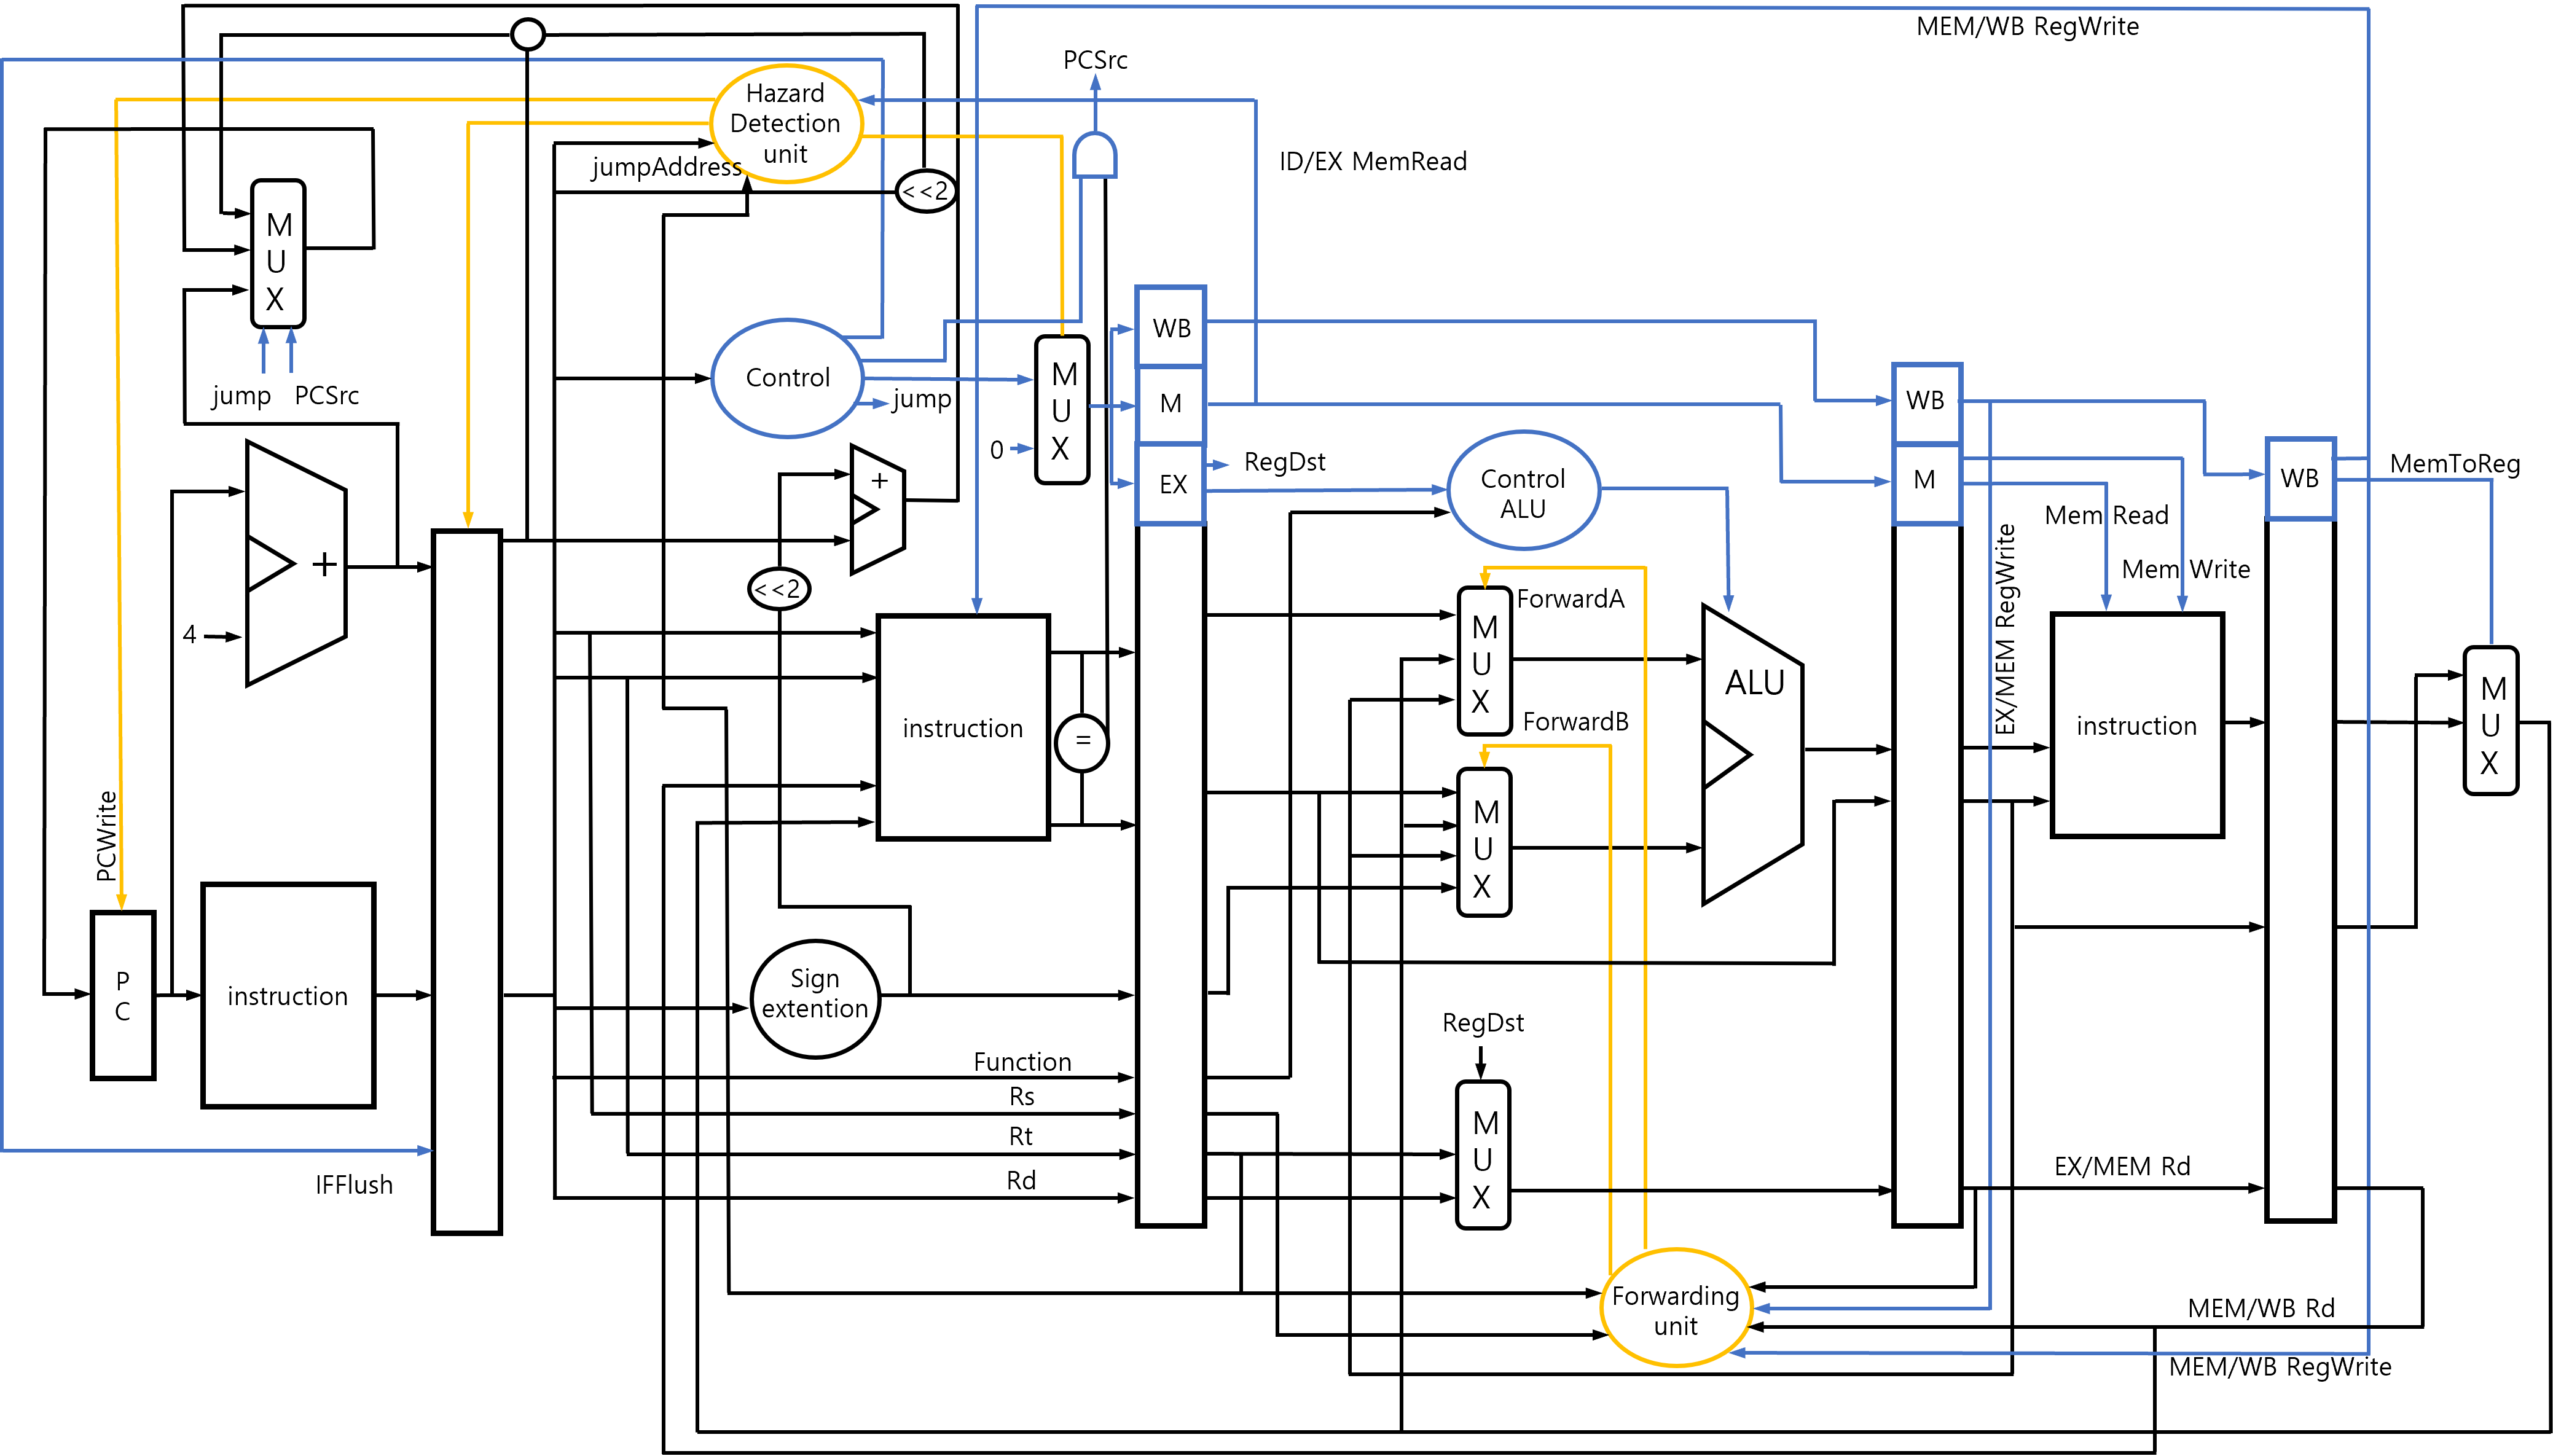 MEM/WB RegWrite
PCSrc
Hazard
Detection
unit
jumpAddress
ID/EX MemRead
<<2
M
U
X
jump
PCSrc
Control
jump
M
U
X
0
WB
M
EX
RegDst
Control
ALU
WB
M
WB
MemToReg
Mem Read
Mem Write
EX/MEM RegWrite
+
+
4
<<2
ForwardA
M
U
X
ForwardB
M
U
X
ALU
instruction
=
instruction
M
U
X
PCWrite
P
C
instruction
Sign
extention
RegDst
Function
Rs
Rt
Rd
M
U
X
IFFlush
EX/MEM Rd
Forwarding
unit
MEM/WB Rd
MEM/WB RegWrite